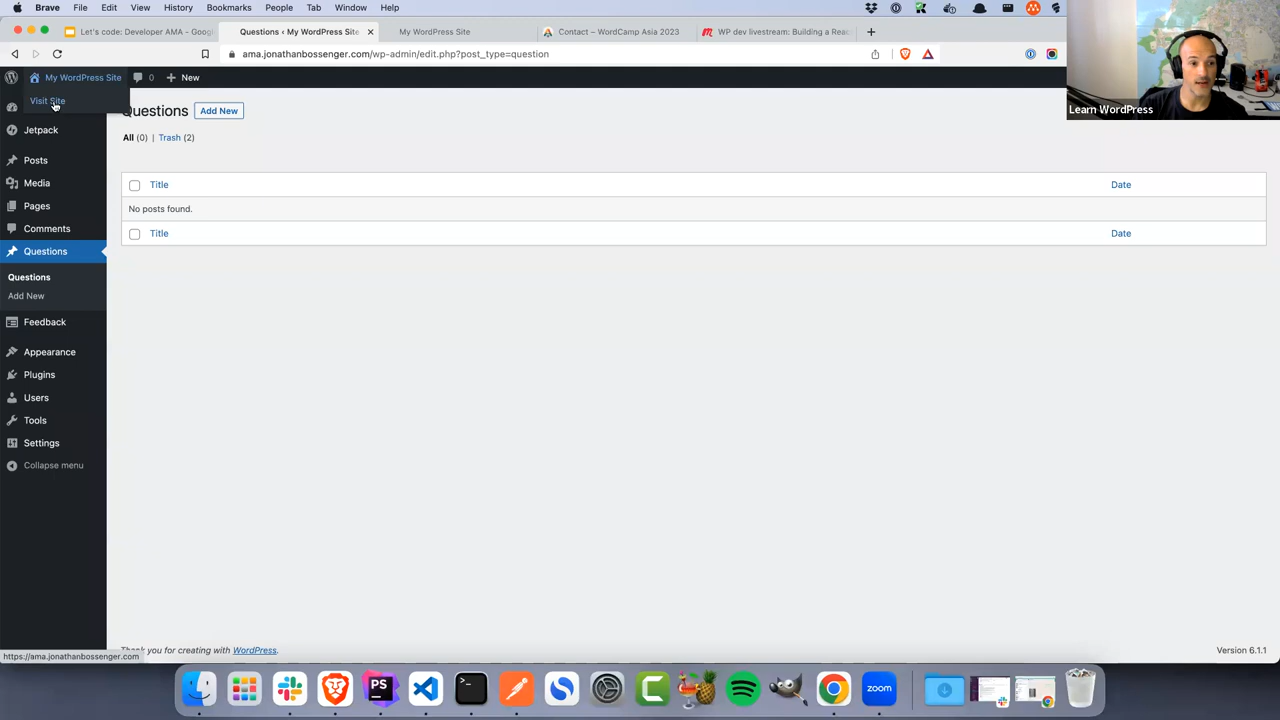 Brave File Edit View History Bookmarks People Tab Window Help
Let's code: Developer AMA - Googl
Questions ‹ My WordPress Site
My WordPress Site
Contact – WordCamp Asia 2023
WP dev livestream: Building a Reac
ama.jonathanbossenger.com/wp-admin/edit.php?post_type=question
My WordPress Site 0 New
Learn WordPress
Visit Site
Questions Add New
All (0) | Trash (2)
Jetpack
Posts
Media
Pages
Comments
Questions
Questions
Add New
Feedback
Appearance
Plugins
Users
Tools
Settings
Collapse menu
Title Date
No posts found.
Title Date
Thank you for creating with WordPress.
Version 6.1.1
https://ama.jonathanbossenger.com
PS
zoom